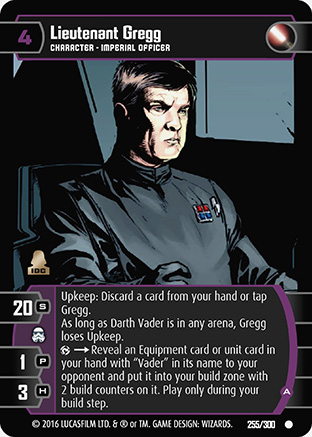 4
Lieutenant Gregg
CHARACTER - IMPERIAL OFFICER
IDC
20 S
1 P
3 H
Upkeep: Discard a card from your hand or tap
Gregg.
As long as Darth Vader is in any arena, Gregg
loses Upkeep.
→ Reveal an Equipment card or unit card in
your hand with “Vader” in its name to your
opponent and put it into your build zone with
2 build counters on it. Play only during your
build step.
A
© 2016 LUCASFILM LTD. & ® or TM. GAME DESIGN: WIZARDS.
255/300